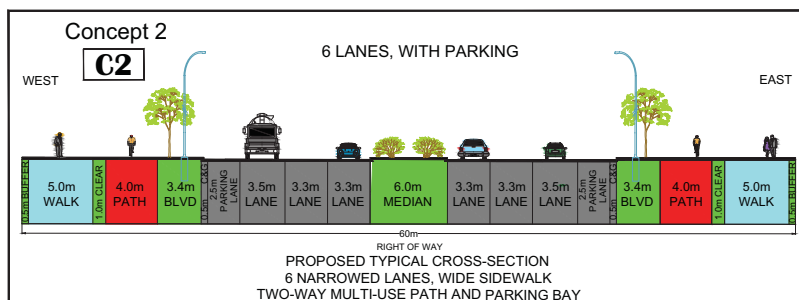 Concept 2
C2
6 LANES, WITH PARKING
WEST
EAST
0.5m BUFFER
5.0m
WALK
1.0m CLEAR
4.0m
PATH
3.4m
BLVD
0.5m C&G
2.5m
PARKING
LANE
3.5m
LANE
3.3m
LANE
3.3m
LANE
6.0m
MEDIAN
3.3m
LANE
3.3m
LANE
3.5m
LANE
2.5m
PARKING
LANE
0.5m C&G
3.4m
BLVD
4.0m
PATH
1.0m CLEAR
5.0m
WALK
0.5m BUFFER
60m
RIGHT OF WAY
PROPOSED TYPICAL CROSS-SECTION
6 NARROWED LANES, WIDE SIDEWALK
TWO-WAY MULTI-USE PATH AND PARKING BAY